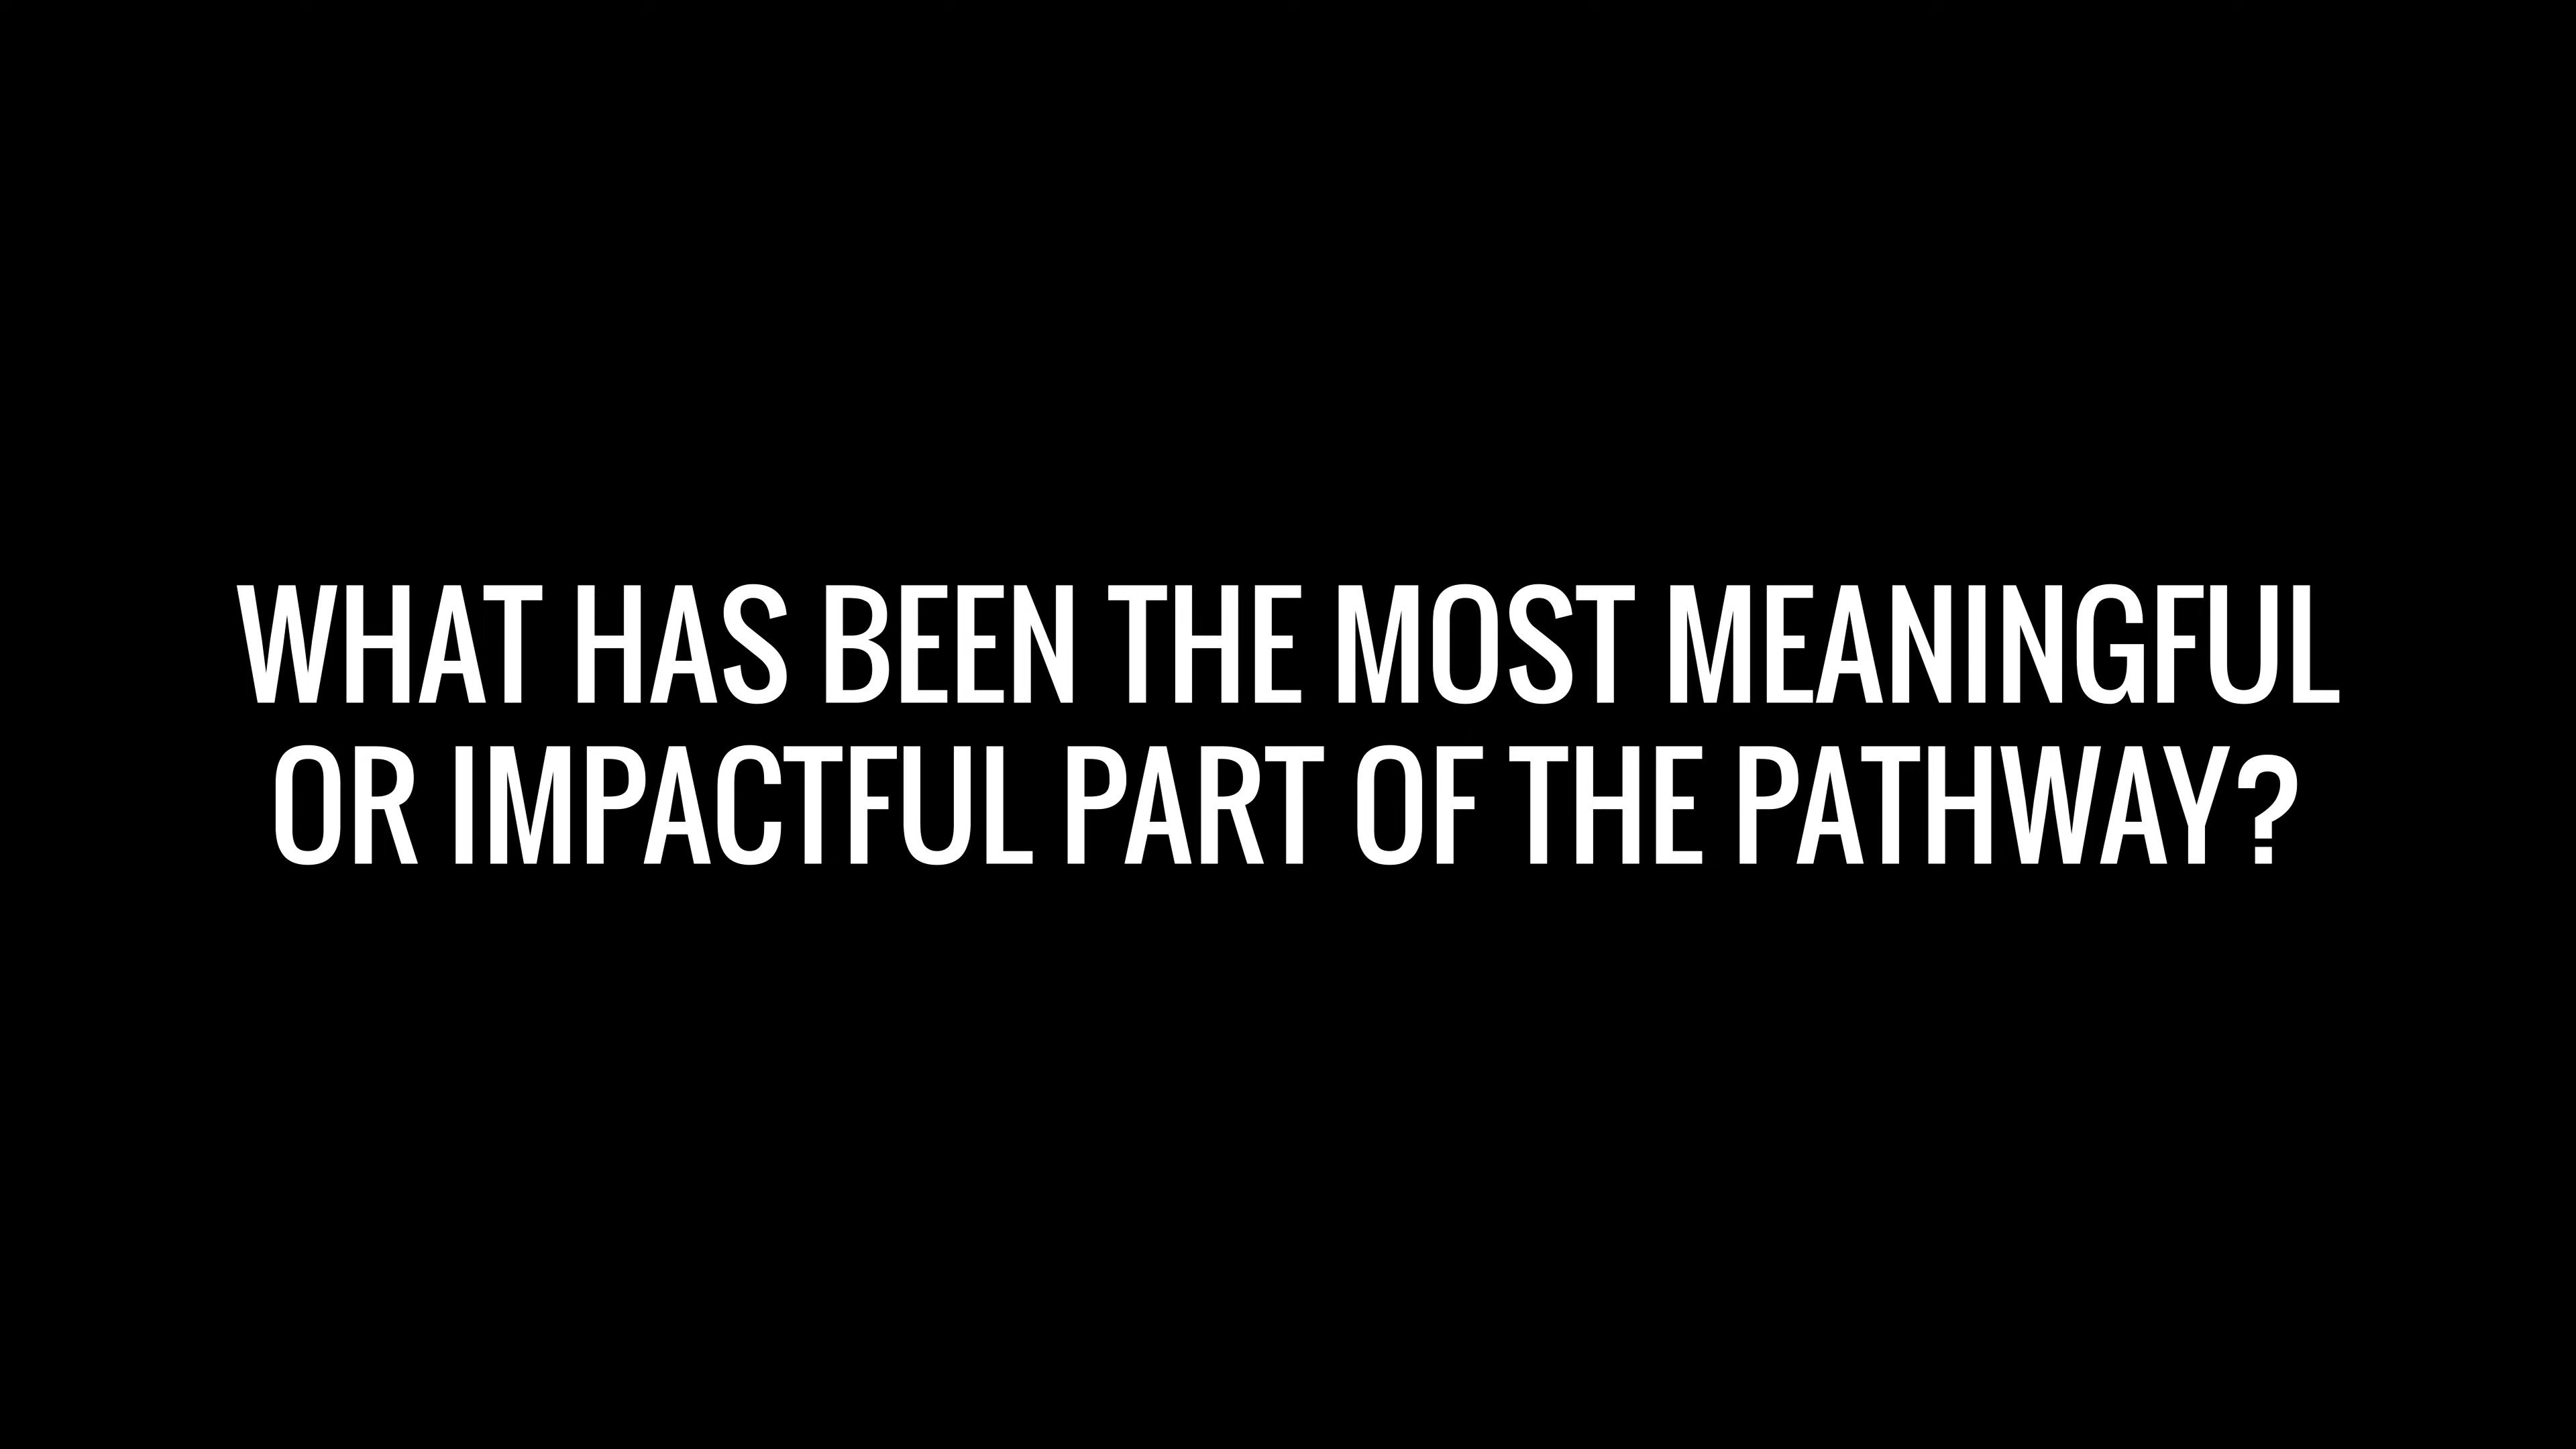 WHAT HAS BEEN THE MOST MEANINGFUL
OR IMPACTFUL PART OF THE PATHWAY?